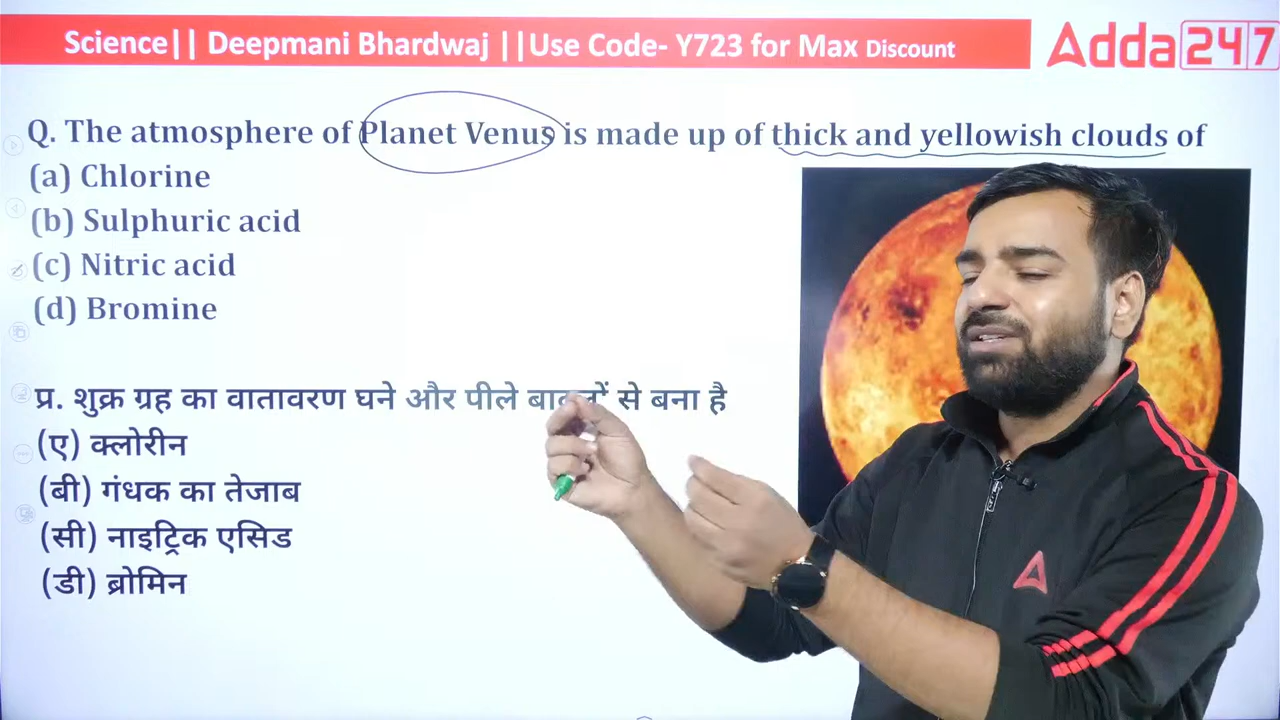 Science|| Deepmani Bhardwaj ||Use Code- Y723 for Max Discount
Adda247
Q. The atmosphere of Planet Venus is made up of thick and yellowish clouds of
(a) Chlorine
(b) Sulphuric acid
(c) Nitric acid
(d) Bromine
प्र. शुक्र ग्रह का वातावरण घने और पीले से बना है
(ए) क्लोरीन
(बी) गंधक का तेजाब
(सी) नाइट्रिक एसिड
(डी) ब्रोमिन